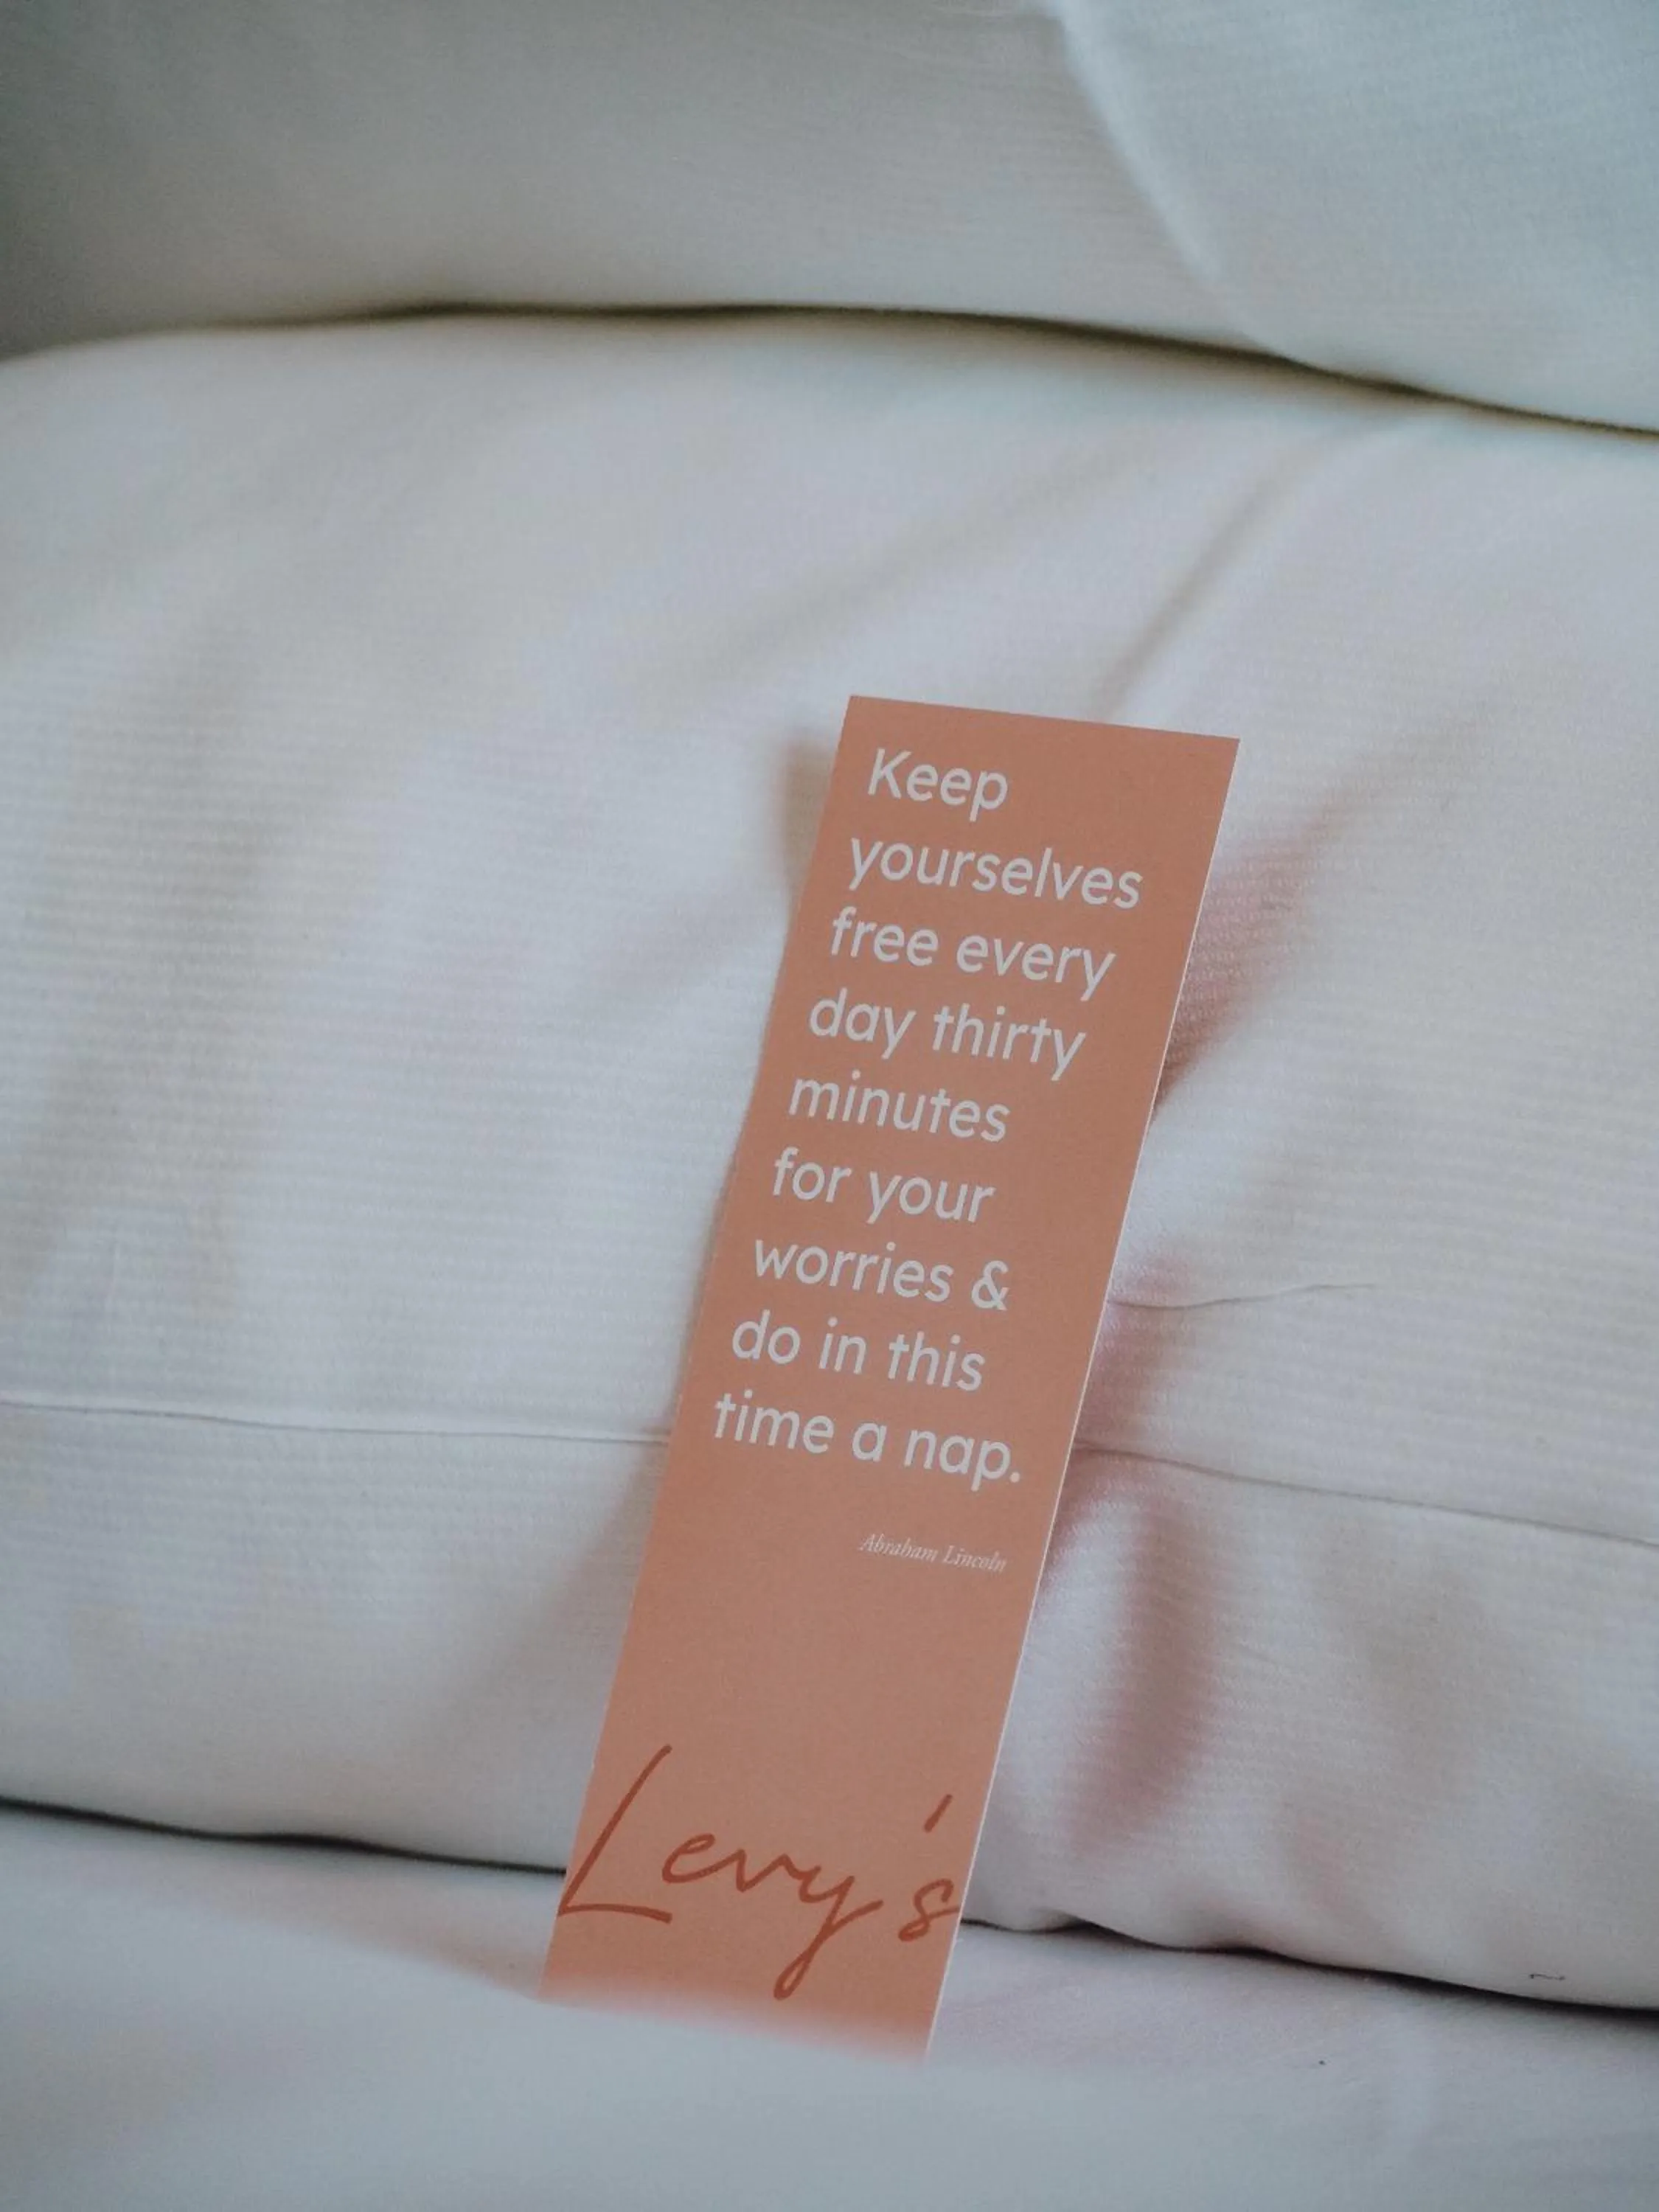 Keep
yourselves
free every
day thirty
minutes
for your
worries &
do in this
time a nap.
Abraham Lincoln
Levy's